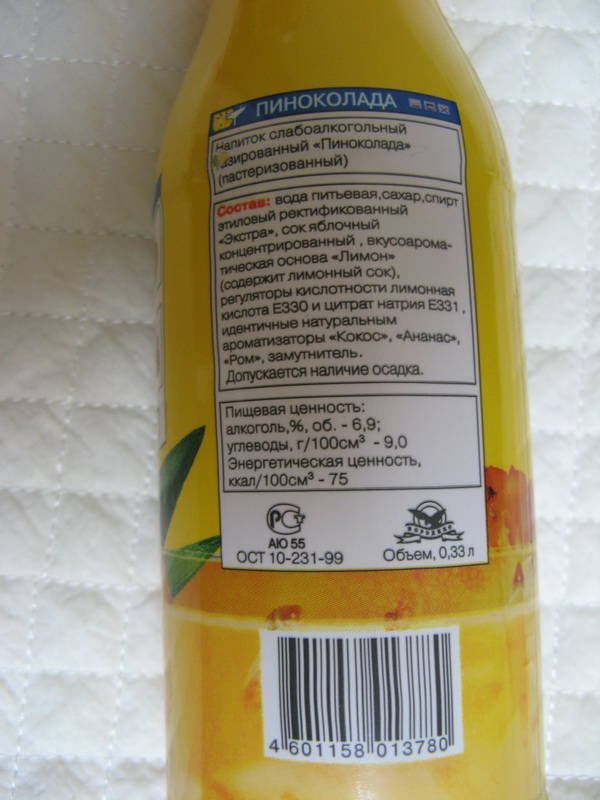 ПИНОКОЛАДА
Напиток слабоалкогольный
газированный «Пиноколада»
(пастеризованный)
Состав: вода питьевая,сахар,спирт
этиловый ректификованный
«Экстра», сок яблочный
концентрированный , вкусоарома-
тическая основа «Лимон»
(содержит лимонный сок),
регуляторы кислотности лимонная
кислота Е330 и цитрат натрия Е331,
идентичные натуральным
ароматизаторы «Кокос», «Ананас»,
«Ром», замутнитель.
Допускается наличие осадка.
Пищевая ценность:
алкоголь,%, об. - 6,9;
углеводы, г/100см³ - 9,0
Энергетическая ценность,
ккал/100см³ - 75
АЮ 55
ОСТ 10-231-99
Объем, 0,33 л
4 601158 013780